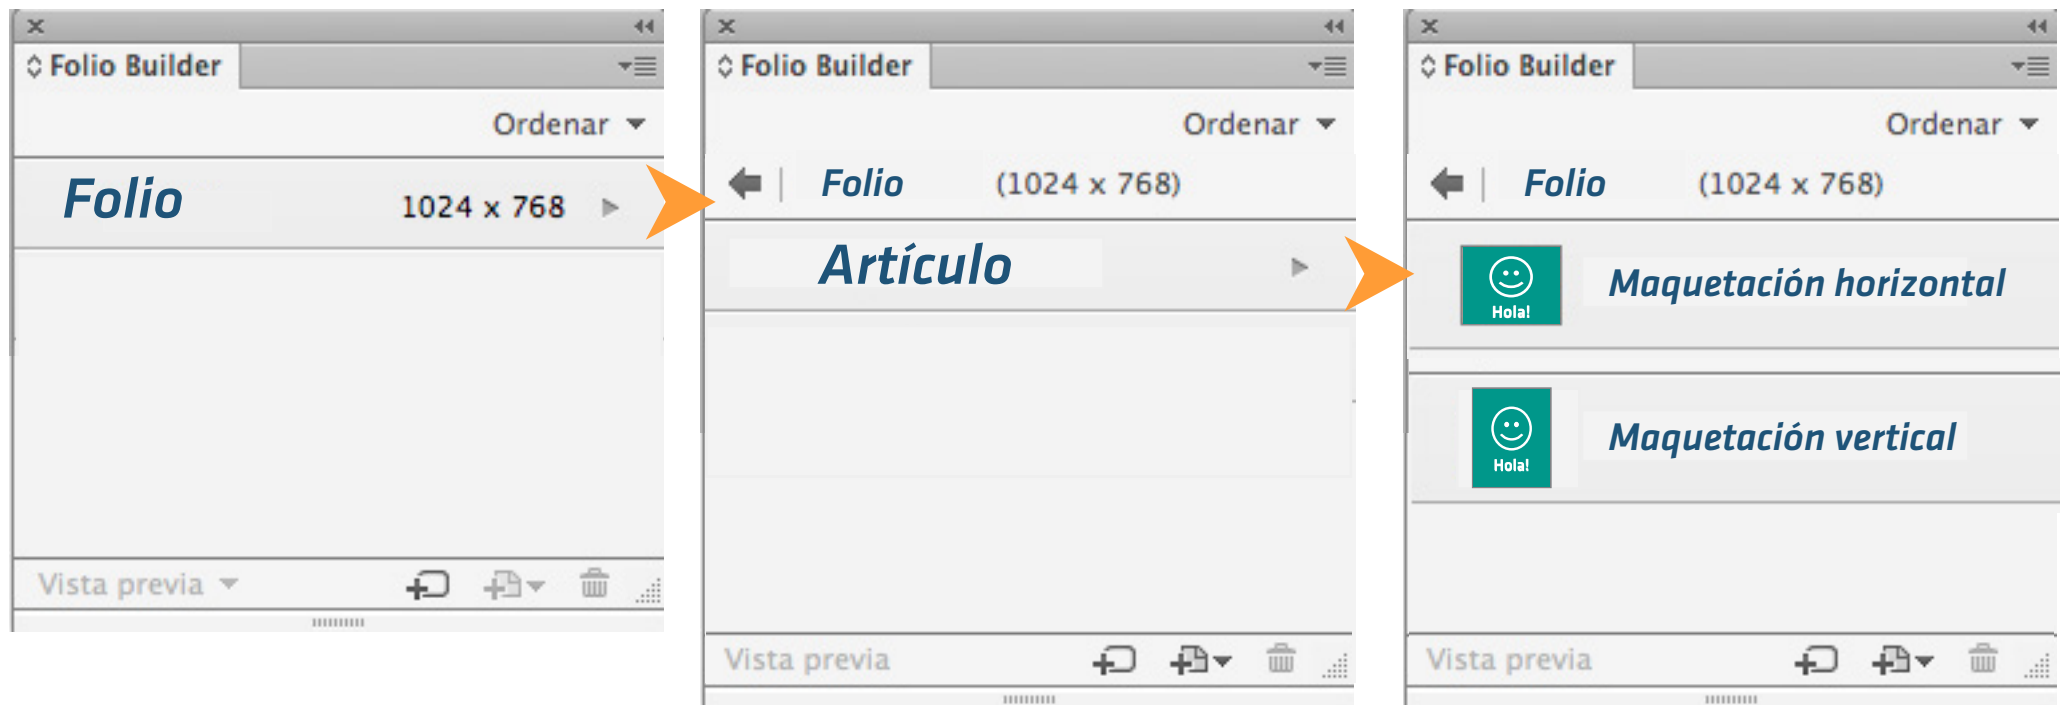 Folio Builder
Ordenar
Folio 1024 x 768
Vista previa
Folio Builder
Ordenar
Folio (1024 x 768)
Artículo
Vista previa
Folio Builder
Ordenar
Folio (1024 x 768)
Hola!
Maquetación horizontal
Hola!
Maquetación vertical
Vista previa